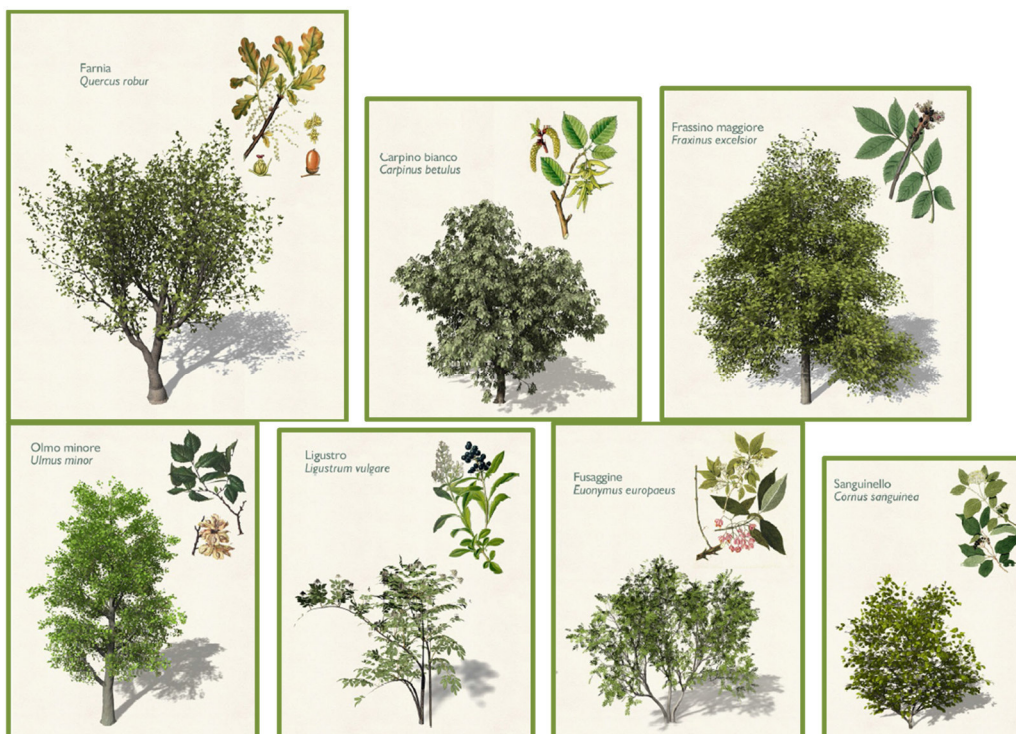 Farnia
Quercus robur
Carpino bianco
Carpinus betulus
Frassino maggiore
Fraxinus excelsior
Olmo minore
Ulmus minor
Ligustro
Ligustrum vulgare
Fusaggine
Euonymus europaeus
Sanguinello
Cornus sanguinea